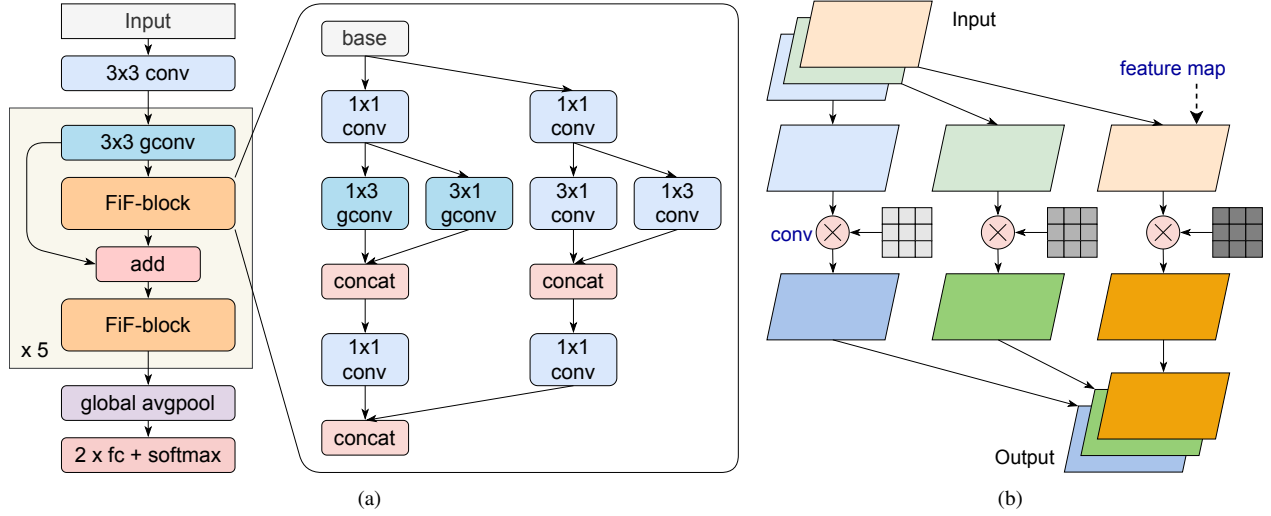 Input
3x3 conv
3x3 gconv
FiF-block
add
FiF-block
x 5
global avgpool
2 x fc + softmax
base
1x1
conv
1x1
conv
1x3
gconv
3x1
gconv
3x1
conv
1x3
conv
concat
concat
1x1
conv
1x1
conv
concat
(a)
Input
feature map
conv
Output
(b)